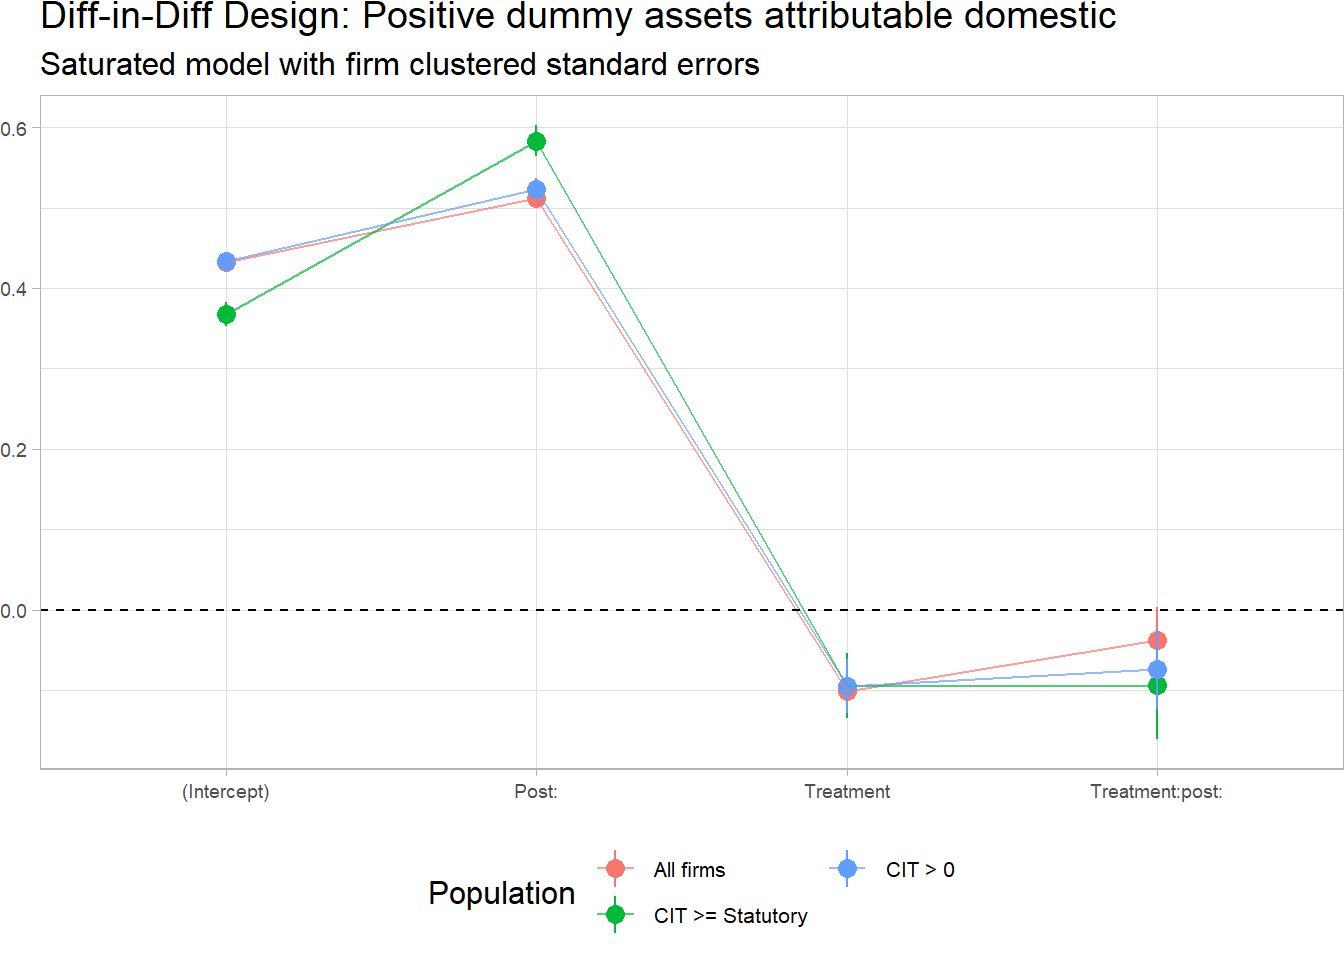 Diff-in-Diff Design: Positive dummy assets attributable domestic
Saturated model with firm clustered standard errors
0.6
0.4
0.2
0.0
(Intercept)
Post:
Treatment
Treatment:post:
Population
All firms
CIT > 0
CIT >= Statutory